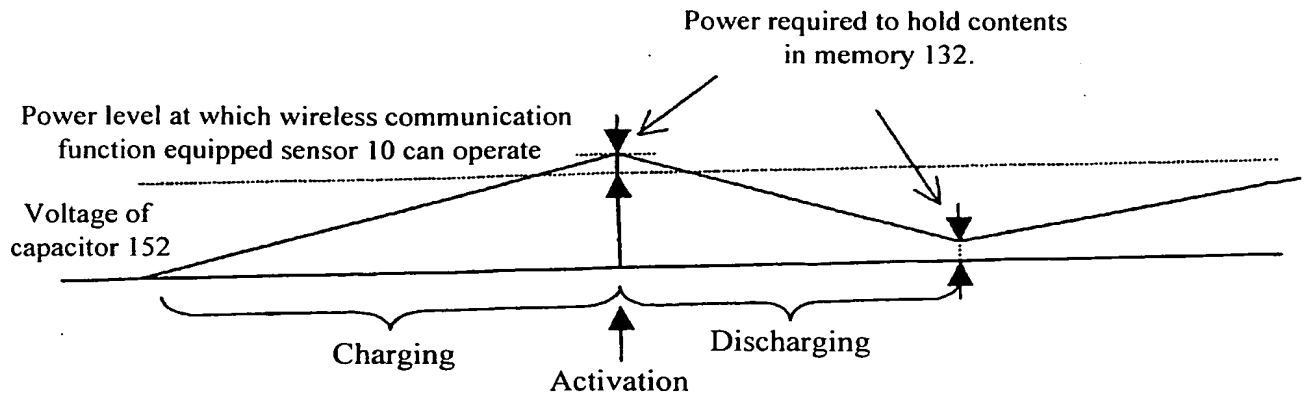 Power required to hold contents
in memory 132.
Power level at which wireless communication
function equipped sensor 10 can operate
Voltage of
capacitor 152
Charging
Discharging
Activation